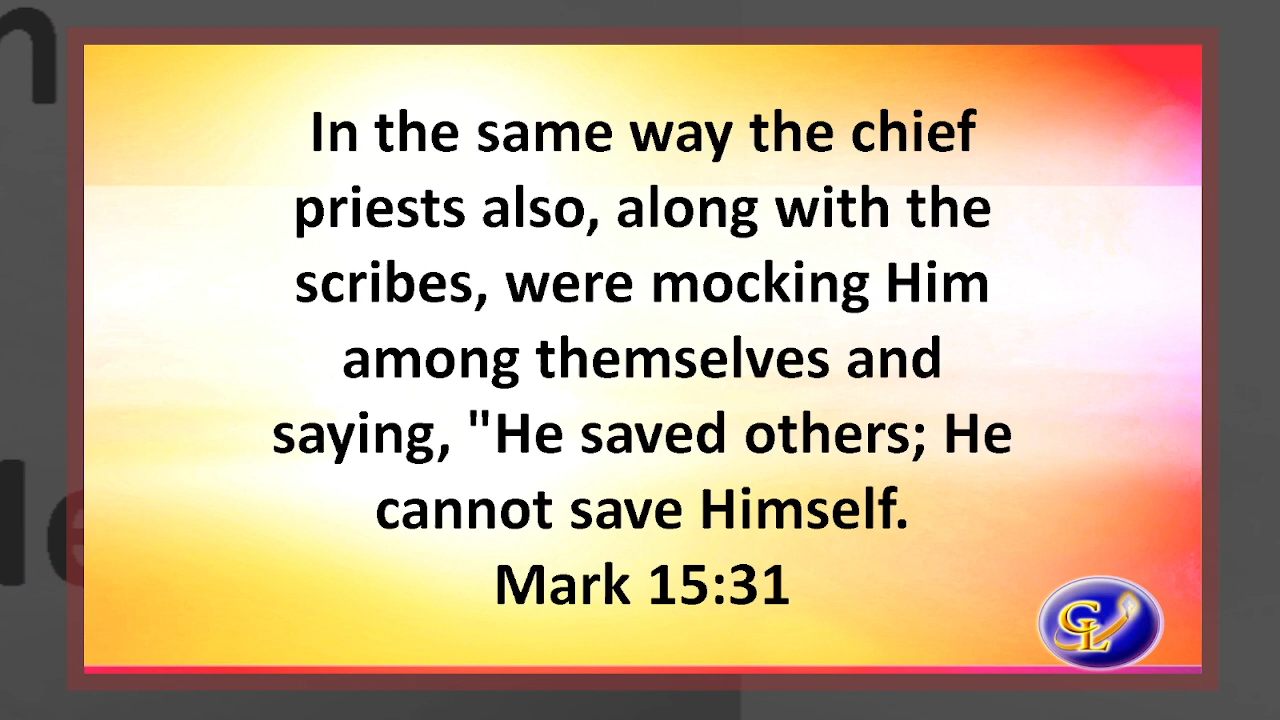 In the same way the chief
priests also, along with the
scribes, were mocking Him
among themselves and
saying, "He saved others; He
cannot save Himself.
Mark 15:31
GL